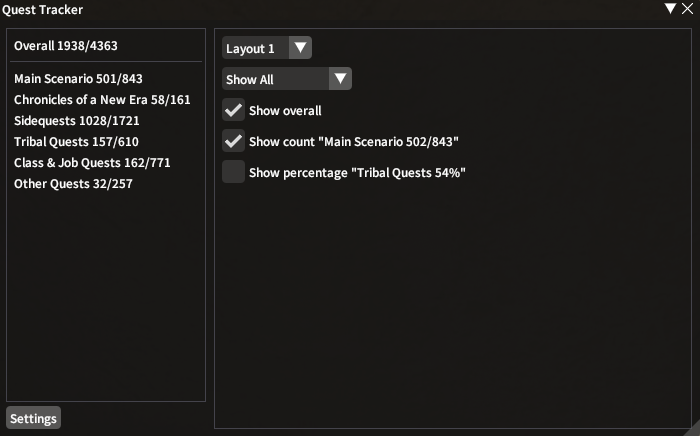 Quest Tracker
Overall 1938/4363
Main Scenario 501/843
Chronicles of a New Era 58/161
Sidequests 1028/1721
Tribal Quests 157/610
Class & Job Quests 162/771
Other Quests 32/257
Settings
Layout 1
Show All
Show overall
Show count "Main Scenario 502/843"
Show percentage "Tribal Quests 54%"